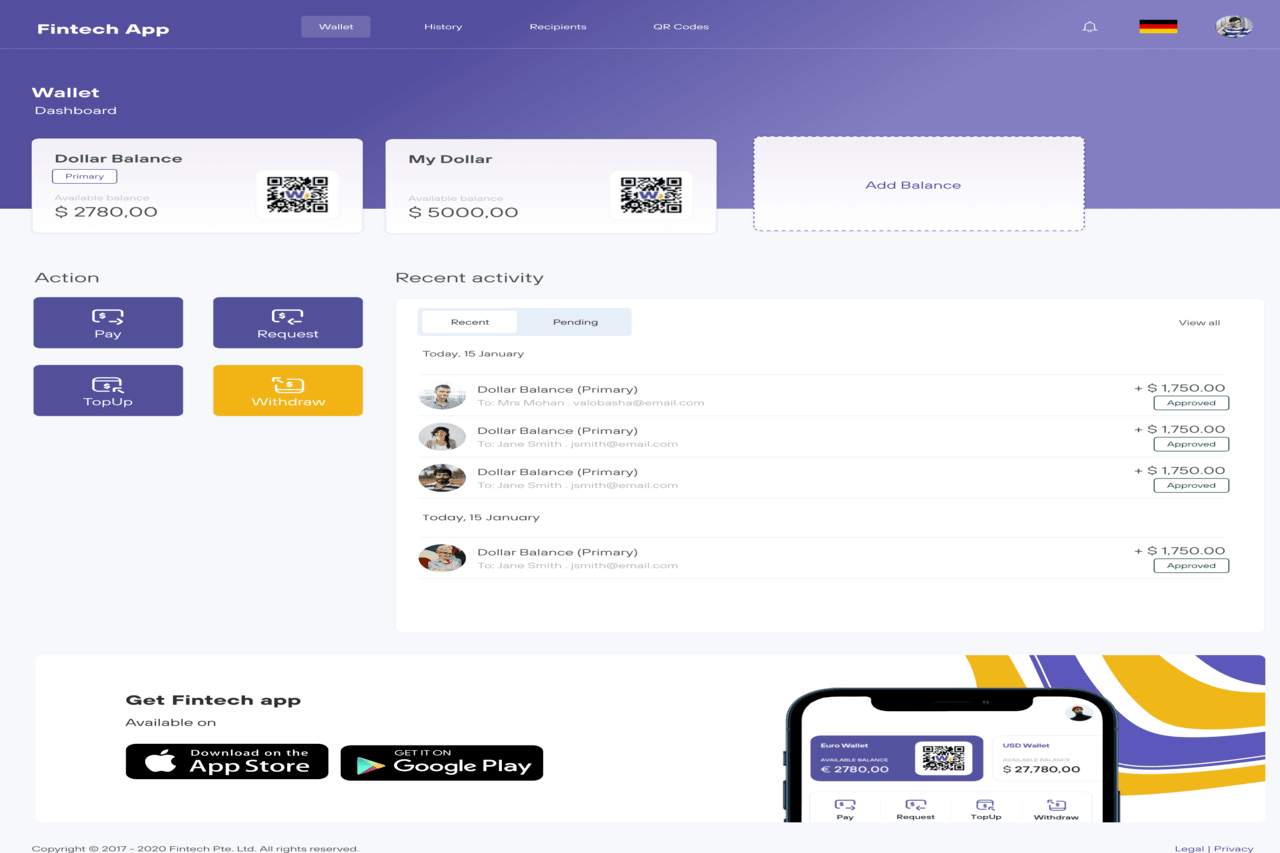 Fintech App
Wallet
History
Recipients
QR Codes
Wallet
Dashboard
Dollar Balance
Primary
Available balance
$ 2780,00
My Dollar
Available balance
$ 5000,00
Add Balance
Action
Pay
Request
TopUp
Withdraw
Recent activity
Recent
Pending
View all
Today, 15 January
Dollar Balance (Primary)
+ $ 1,750.00
To: Mrs Mohan . valobasha@email.com
Approved
Dollar Balance (Primary)
+ $ 1,750.00
To: Jane Smith . jsmith@email.com
Approved
Dollar Balance (Primary)
+ $ 1,750.00
To: Jane Smith . jsmith@email.com
Approved
Today, 15 January
Dollar Balance (Primary)
+ $ 1,750.00
To: Jane Smith . jsmith@email.com
Approved
Get Fintech app
Available on
Download on the
App Store
GET IT ON
Google Play
Euro Wallet
AVAILABLE BALANCE
€ 2780,00
USD Wallet
AVAILABLE BALANCE
$ 27,780,00
Pay
Request
TopUp
Withdraw
Copyright © 2017 - 2020 Fintech Pte. Ltd. All rights reserved.
Legal | Privacy